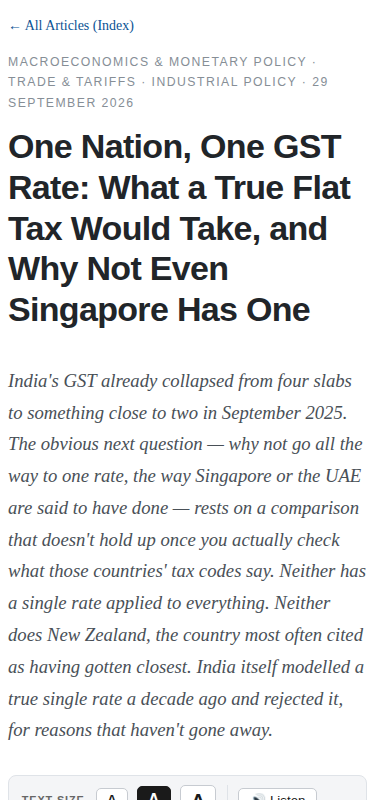 ← All Articles (Index)
MACROECONOMICS & MONETARY POLICY ·
TRADE & TARIFFS · INDUSTRIAL POLICY · 29
SEPTEMBER 2026
One Nation, One GST
Rate: What a True Flat
Tax Would Take, and
Why Not Even
Singapore Has One
India's GST already collapsed from four slabs
to something close to two in September 2025.
The obvious next question — why not go all the
way to one rate, the way Singapore or the UAE
are said to have done — rests on a comparison
that doesn't hold up once you actually check
what those countries' tax codes say. Neither has
a single rate applied to everything. Neither
does New Zealand, the country most often cited
as having gotten closest. India itself modelled a
true single rate a decade ago and rejected it,
for reasons that haven't gone away.
TEXT SIZE A A A Listen